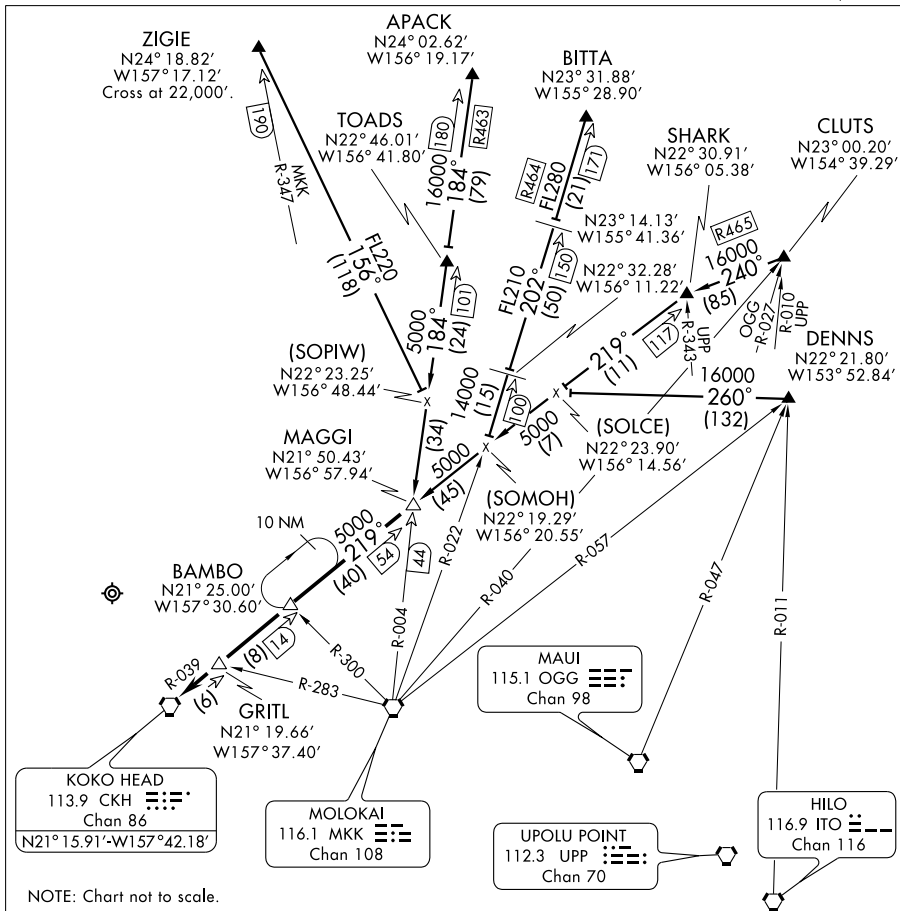 APACK
N24° 02.62′
W156° 19.17′
ZIGIE
N24° 18.82′
W157° 17.12′
Cross at 22,000′.
BITTA
N23° 31.88′
W155° 28.90′
TOADS
N22° 46.01′
W156° 41.80′
SHARK
N22° 30.91′
W156° 05.38′
CLUTS
N23° 00.20′
W154° 39.29′
190
MKK
R-347
180
R463
16000
184°
(79)
R464
FL280
(21)
171
N23° 14.13′
W155° 41.36′
R465
16000
240°
(85)
FL220
156°
(118)
101
5000
184°
(24)
FL210
202°
(50)
150
N22° 32.28′
W156° 11.22′
117
UPP
R-343
OGG
R-027
R-010
UPP
DENNS
N22° 21.80′
W153° 52.84′
(SOPIW)
N22° 23.25′
W156° 48.44′
219°
(11)
16000
260°
(132)
14000
(15)
100
(34)
5000
(7)
(SOLCE)
N22° 23.90′
W156° 14.56′
MAGGI
N21° 50.43′
W156° 57.94′
5000
(45)
(SOMOH)
N22° 19.29′
W156° 20.55′
10 NM
5000
219°
(40)
54
44
R-022
R-057
BAMBO
N21° 25.00′
W157° 30.60′
R-004
R-040
R-047
R-011
R-039
(8)
14
R-300
(6)
R-283
GRITL
N21° 19.66′
W157° 37.40′
MAUI
115.1 OGG
Chan 98
KOKO HEAD
113.9 CKH
Chan 86
N21° 15.91′-W157° 42.18′
MOLOKAI
116.1 MKK
Chan 108
UPOLU POINT
112.3 UPP
Chan 70
HILO
116.9 ITO
Chan 116
NOTE: Chart not to scale.